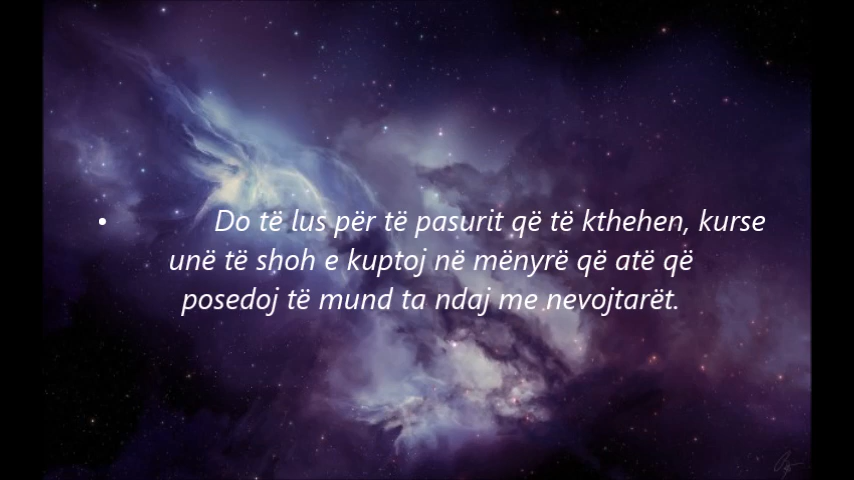 • Do të lus për të pasurit që të kthehen, kurse
unë të shoh e kuptoj në mënyrë që atë që
posedoj të mund ta ndaj me nevojtarët.